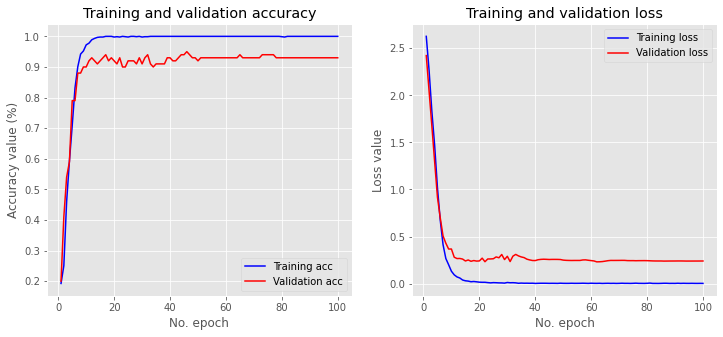 Training and validation accuracy
Accuracy value (%)
1.0
0.9
0.8
0.7
0.6
0.5
0.4
0.3
0.2
0
20
40
60
80
100
No. epoch
Training acc
Validation acc
Training and validation loss
Loss value
2.5
2.0
1.5
1.0
0.5
0.0
0
20
40
60
80
100
No. epoch
Training loss
Validation loss